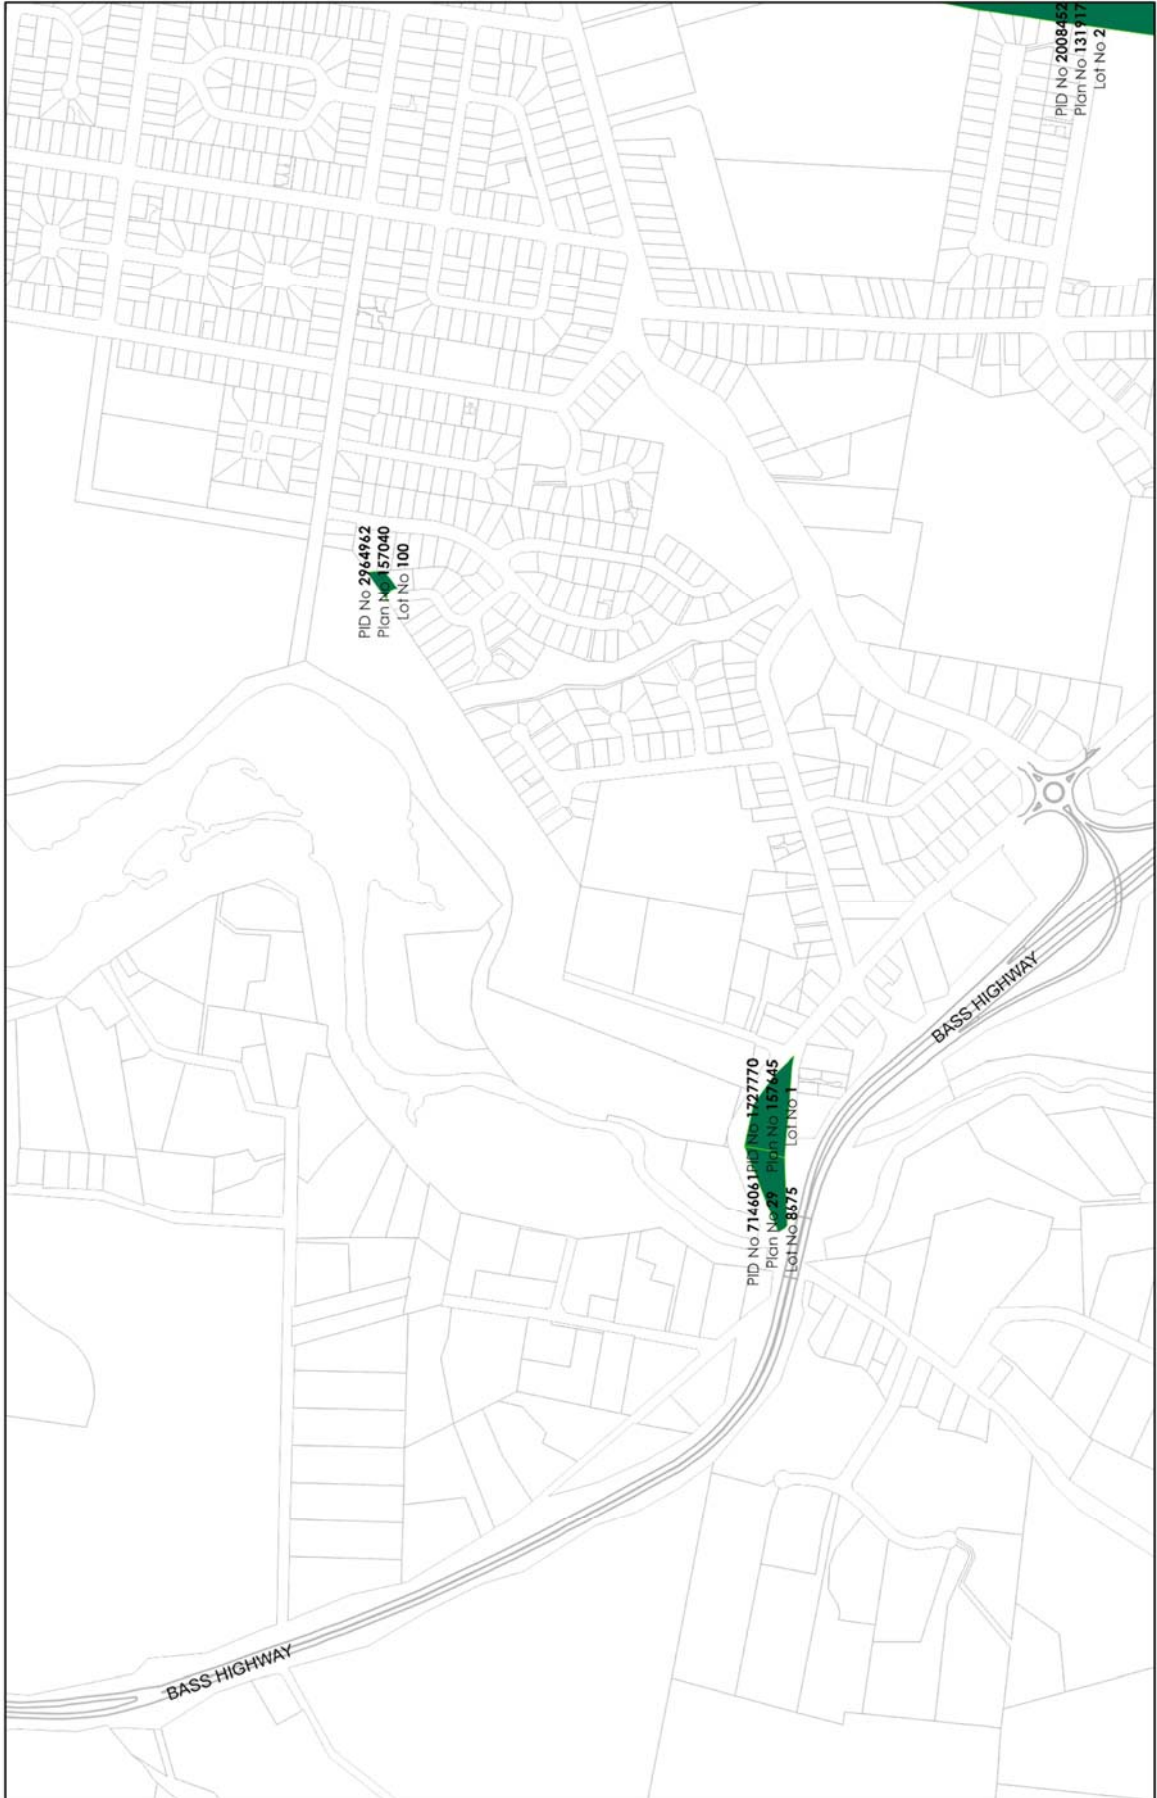 PID No 2008452
Plan No 131917
Lot No 2
PID No 2964962
Plan No 157040
Lot No 100
BASS HIGHWAY
PID No 1727770
Plan No 157645
Lot No 1
PID No 7146061
Plan No 29
Lot No 8675
BASS HIGHWAY